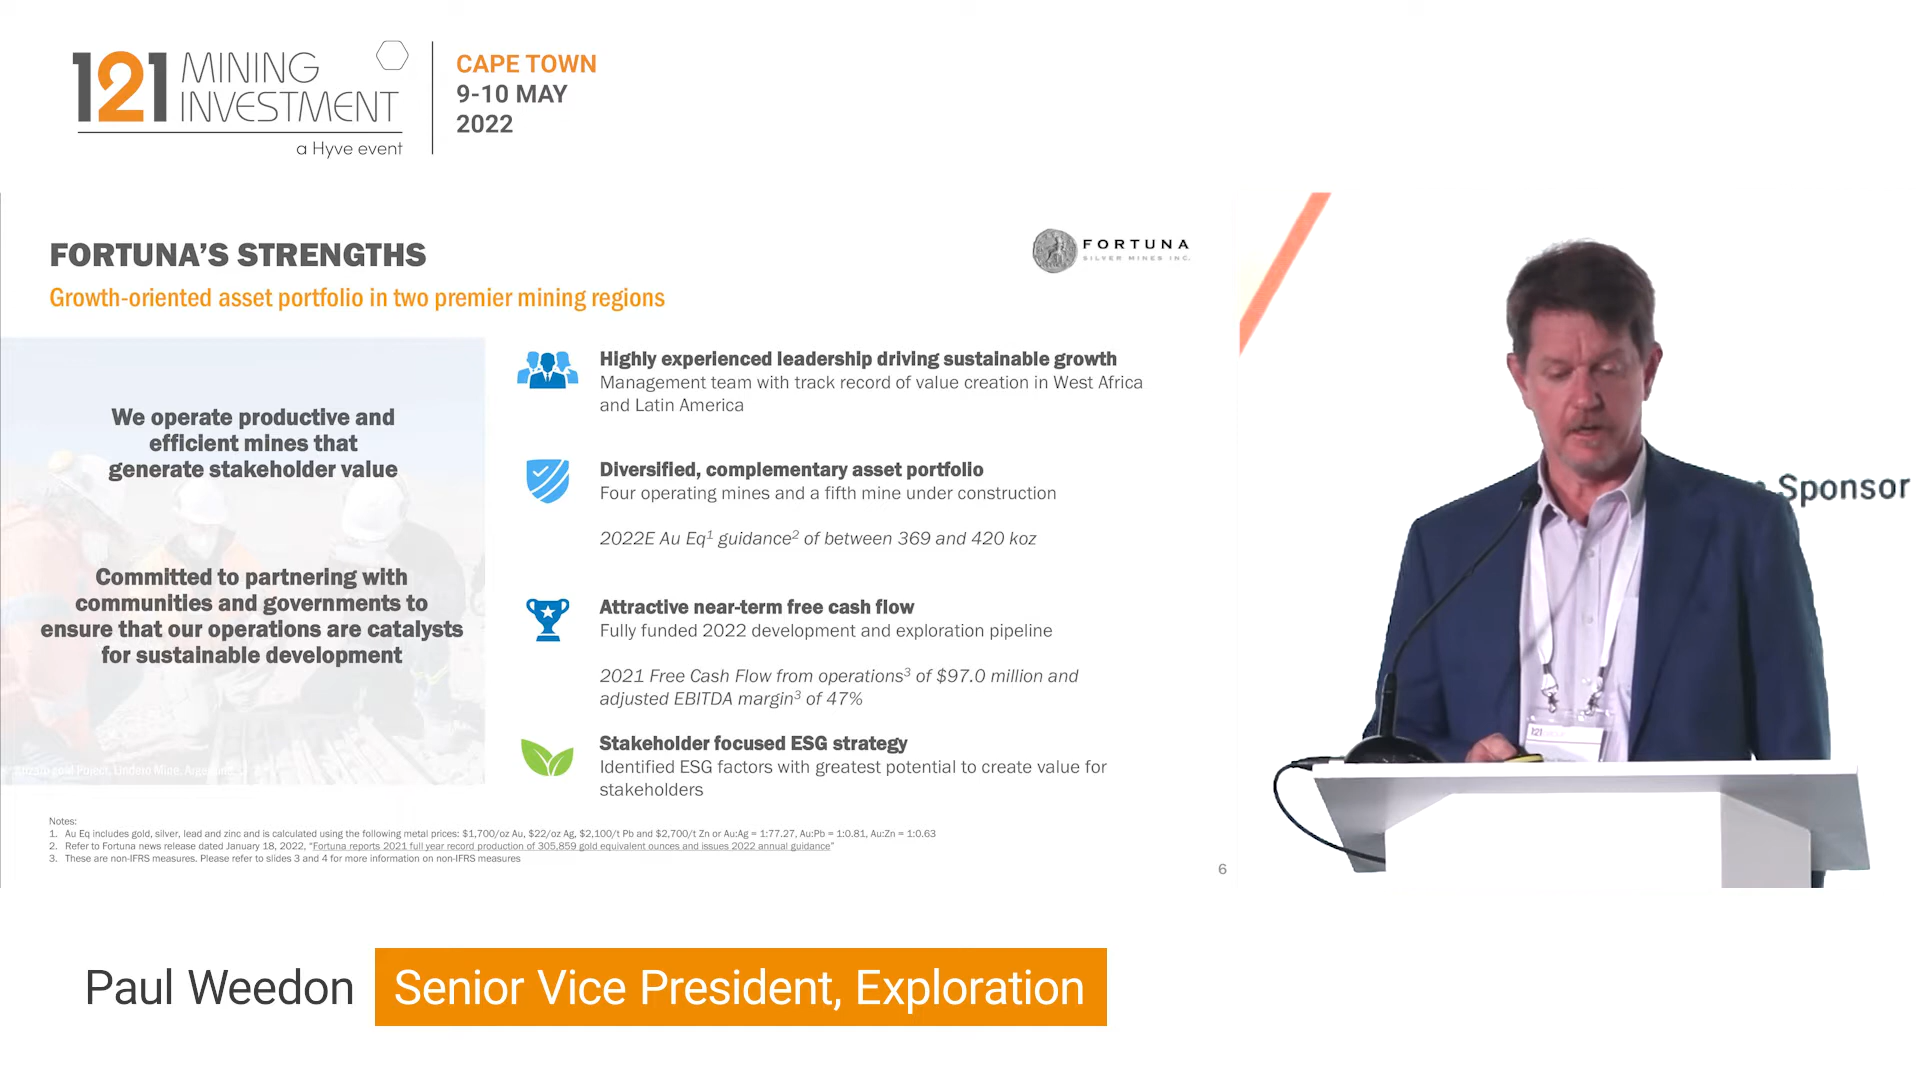 121 MINING
INVESTMENT
a Hyve event
CAPE TOWN
9-10 MAY
2022
FORTUNA'S STRENGTHS
Growth-oriented asset portfolio in two premier mining regions
FORTUNA
SILVER MINES INC.
We operate productive and
efficient mines that
generate stakeholder value
Committed to partnering with
communities and governments to
ensure that our operations are catalysts
for sustainable development
Highly experienced leadership driving sustainable growth
Management team with track record of value creation in West Africa
and Latin America
Diversified, complementary asset portfolio
Four operating mines and a fifth mine under construction
2022E Au Eq¹ guidance² of between 369 and 420 koz
Attractive near-term free cash flow
Fully funded 2022 development and exploration pipeline
2021 Free Cash Flow from operations³ of $97.0 million and
adjusted EBITDA margin³ of 47%
Stakeholder focused ESG strategy
Identified ESG factors with greatest potential to create value for
stakeholders
Notes:
1. Au Eq includes gold, silver, lead and zinc and is calculated using the following metal prices: $1,700/oz Au, $22/oz Ag, $2,100/t Pb and $2,700/t Zn or Au:Ag = 1:77.27, Au:Pb = 1:0.81, Au:Zn = 1:0.63
2. Refer to Fortuna news release dated January 18, 2022, "Fortuna reports 2021 full year record production of 305,859 gold equivalent ounces and issues 2022 annual guidance"
3. These are non-IFRS measures. Please refer to slides 3 and 4 for more information on non-IFRS measures
6
Sponsor
121
Paul Weedon
Senior Vice President, Exploration